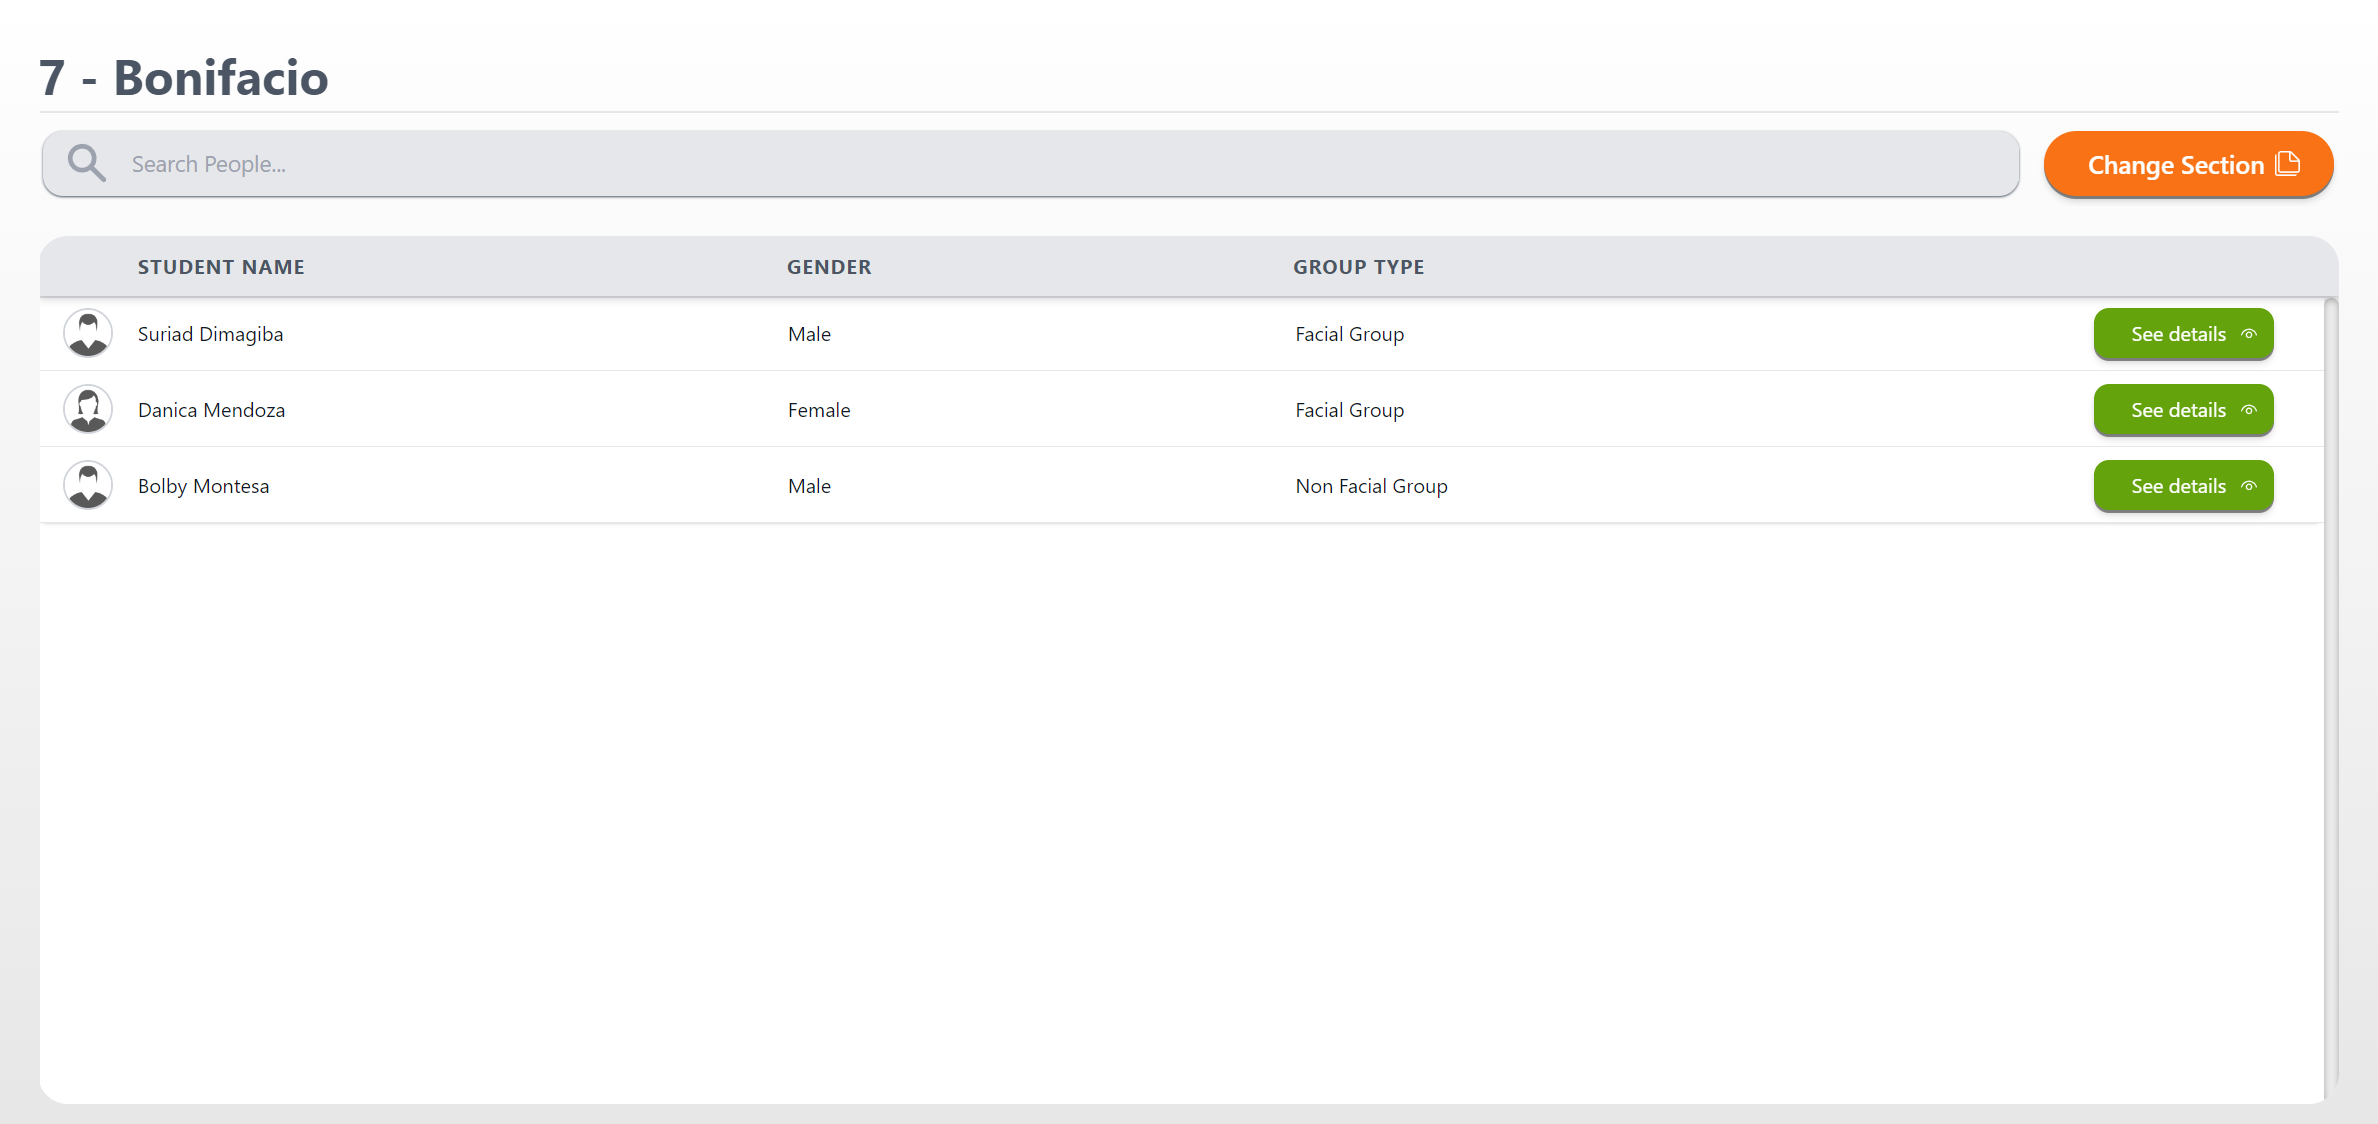 7 - Bonifacio
Search People...
Change Section
STUDENT NAME GENDER GROUP TYPE
Suriad Dimagiba Male Facial Group See details
Danica Mendoza Female Facial Group See details
Bolby Montesa Male Non Facial Group See details